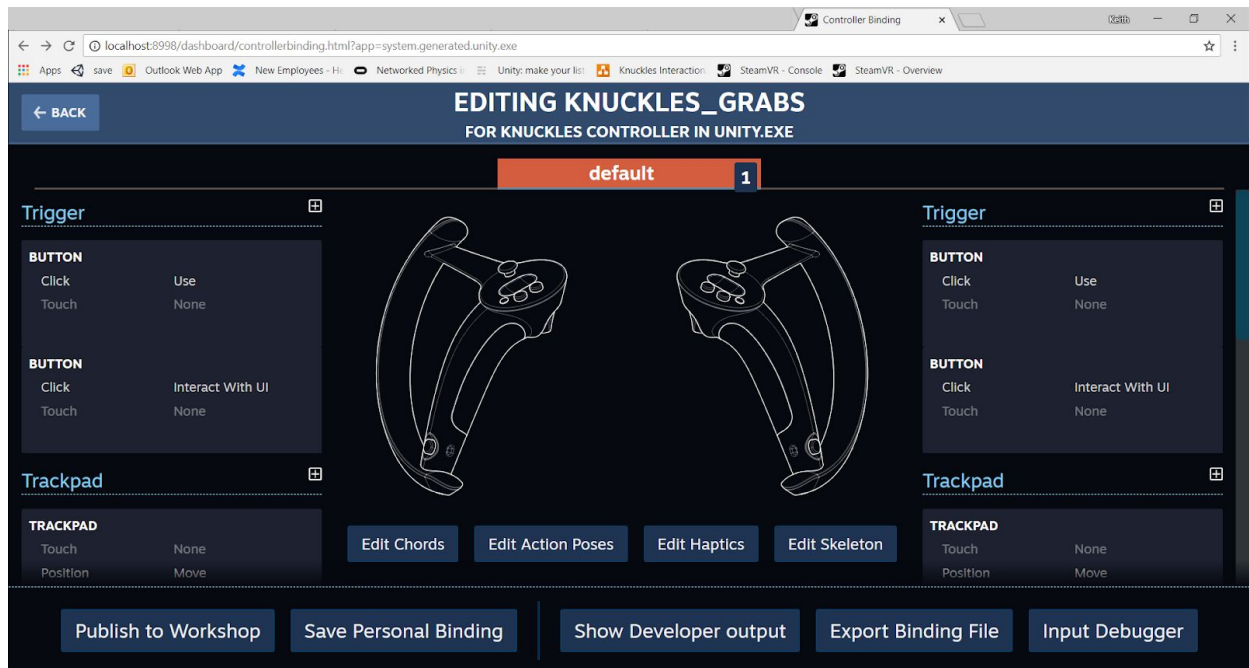 Controller Binding
Keith
localhost:8998/dashboard/controllerbinding.html?app=system.generated.unity.exe
Apps save Outlook Web App New Employees - H Networked Physics i Unity: make your list Knuckles Interaction SteamVR - Console SteamVR - Overview
← BACK
EDITING KNUCKLES_GRABS
FOR KNUCKLES CONTROLLER IN UNITY.EXE
default 1
Trigger
BUTTON
Click Use
Touch None
BUTTON
Click Interact With UI
Touch None
Trackpad
TRACKPAD
Touch None
Position Move
Edit Chords Edit Action Poses Edit Haptics Edit Skeleton
Trigger
BUTTON
Click Use
Touch None
BUTTON
Click Interact With UI
Touch None
Trackpad
TRACKPAD
Touch None
Position Move
Publish to Workshop Save Personal Binding Show Developer output Export Binding File Input Debugger